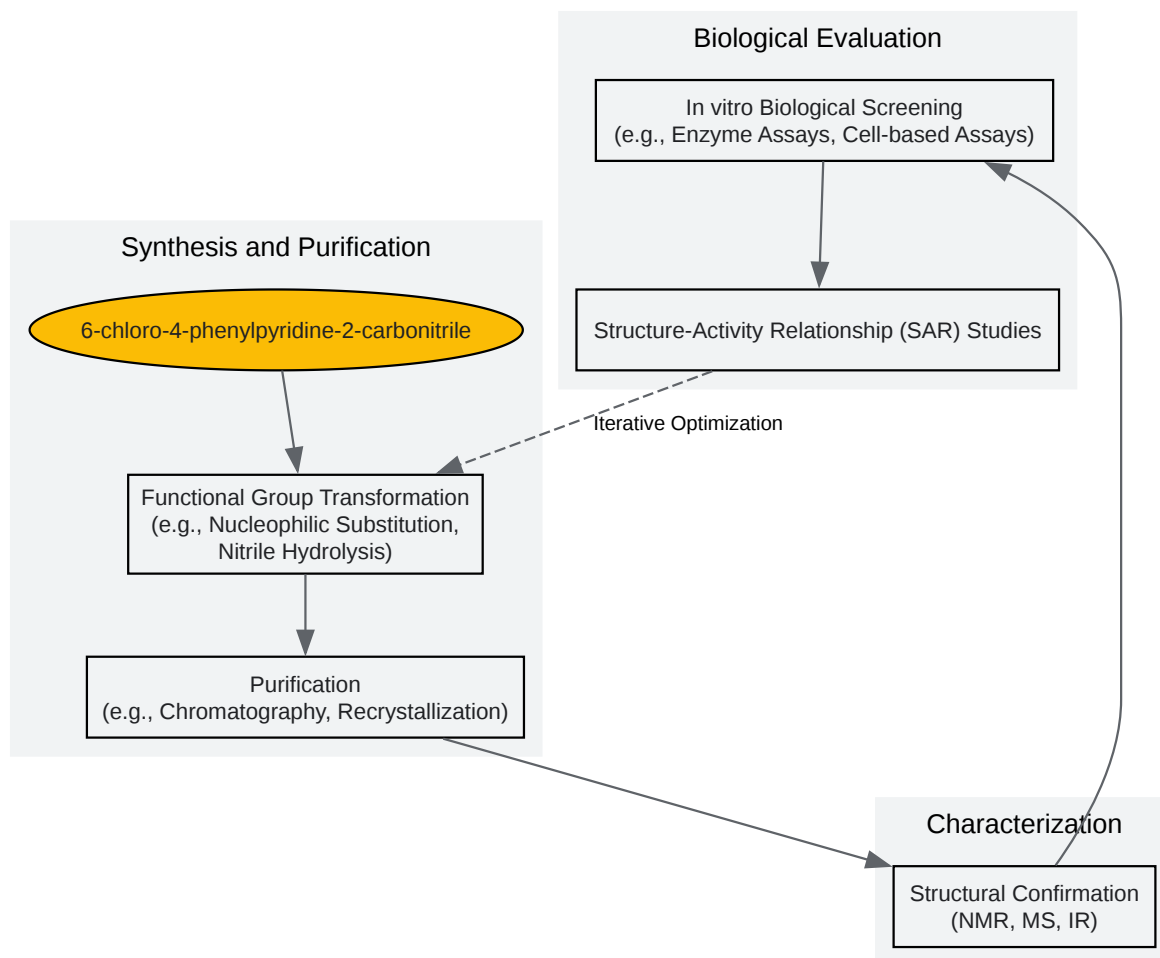 Biological Evaluation
In vitro Biological Screening
(e.g., Enzyme Assays, Cell-based Assays)
Structure-Activity Relationship (SAR) Studies
Iterative Optimization
Synthesis and Purification
6-chloro-4-phenylpyridine-2-carbonitrile
Functional Group Transformation
(e.g., Nucleophilic Substitution,
Nitrile Hydrolysis)
Purification
(e.g., Chromatography, Recrystallization)
Characterization
Structural Confirmation
(NMR, MS, IR)